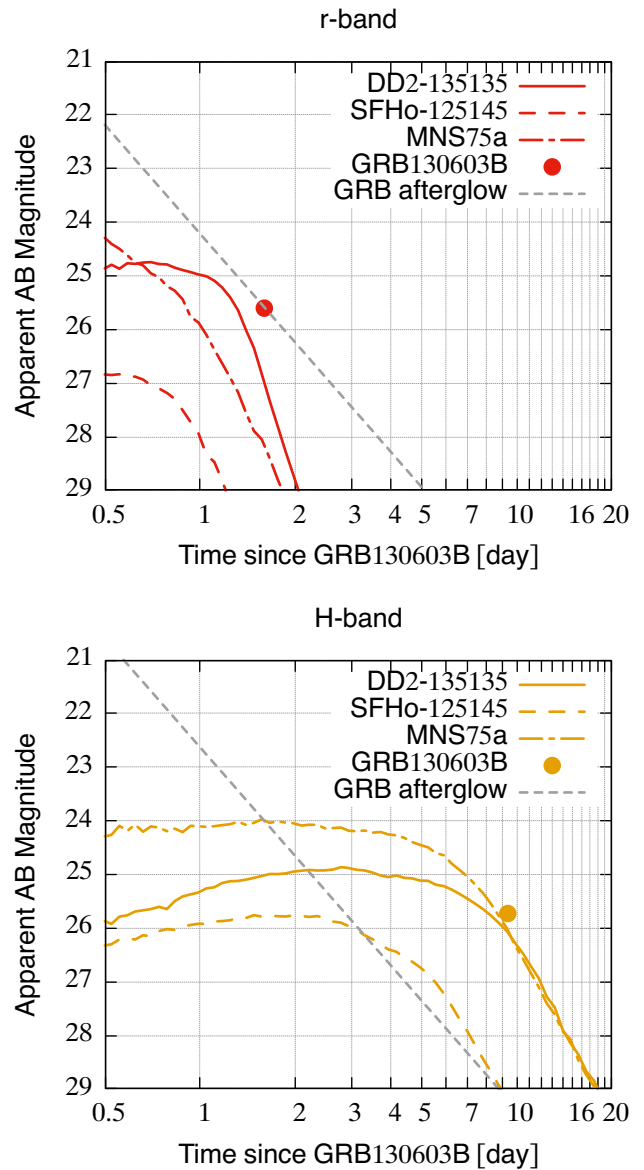 r-band
21
22
23
24
25
26
27
28
29
Apparent AB Magnitude
DD2-135135
SFHo-125145
MNS75a
GRB130603B
GRB afterglow
0.5 1 2 3 4 5 7 10 16 20
Time since GRB130603B [day]
H-band
21
22
23
24
25
26
27
28
29
Apparent AB Magnitude
DD2-135135
SFHo-125145
MNS75a
GRB130603B
GRB afterglow
0.5 1 2 3 4 5 7 10 16 20
Time since GRB130603B [day]